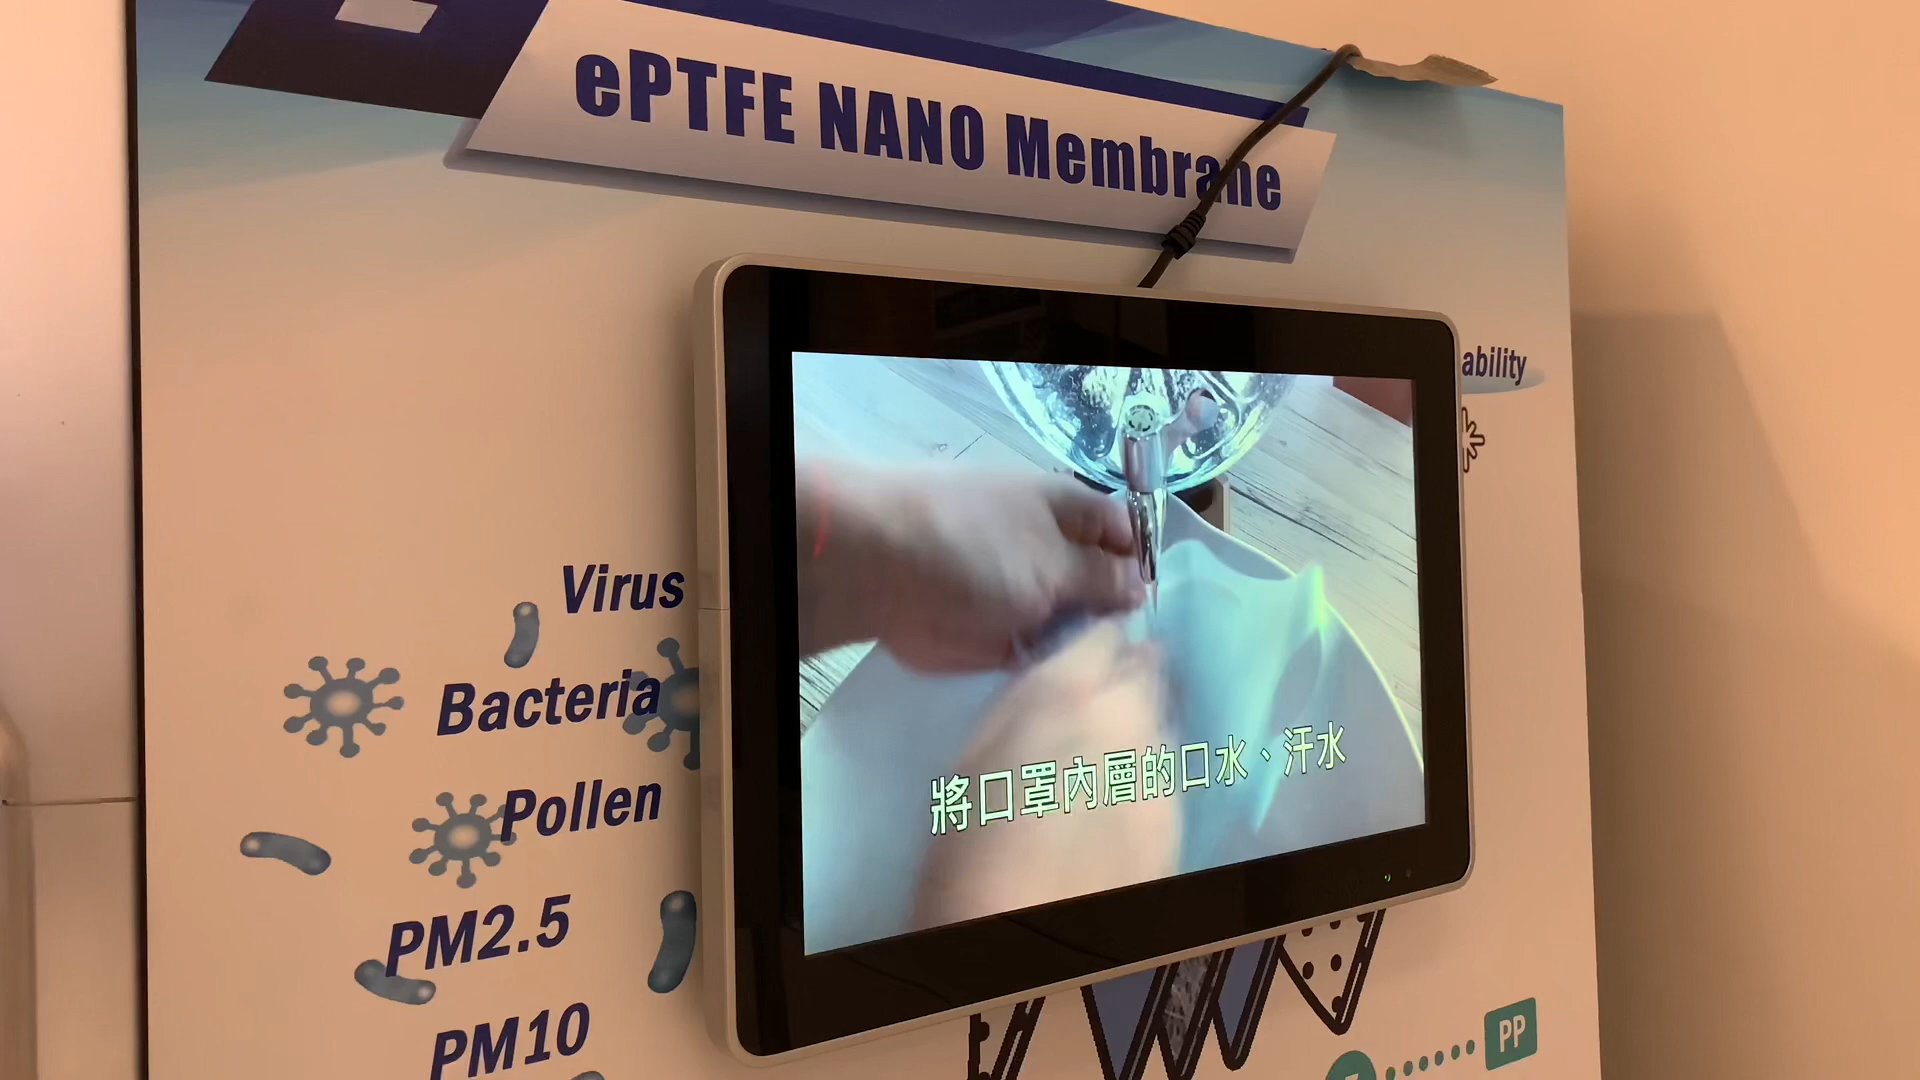 ePTFE NANO Membrane
ability
Virus
Bacteria
Pollen
PM2.5
PM10
將口罩內層的口水、汗水
PP